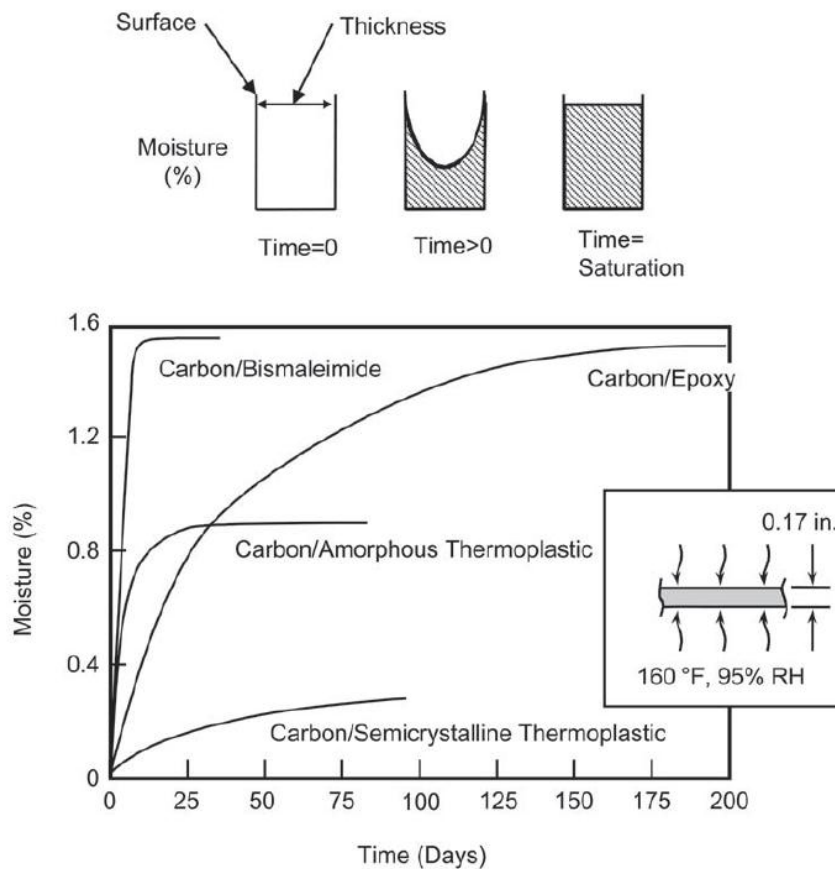 Surface
Thickness
Moisture
(%)
Time=0
Time>0
Time=
Saturation
1.6
1.2
0.8
0.4
0
Moisture (%)
Carbon/Bismaleimide
Carbon/Epoxy
Carbon/Amorphous Thermoplastic
Carbon/Semicrystalline Thermoplastic
0.17 in.
160 °F, 95% RH
0 25 50 75 100 125 150 175 200
Time (Days)